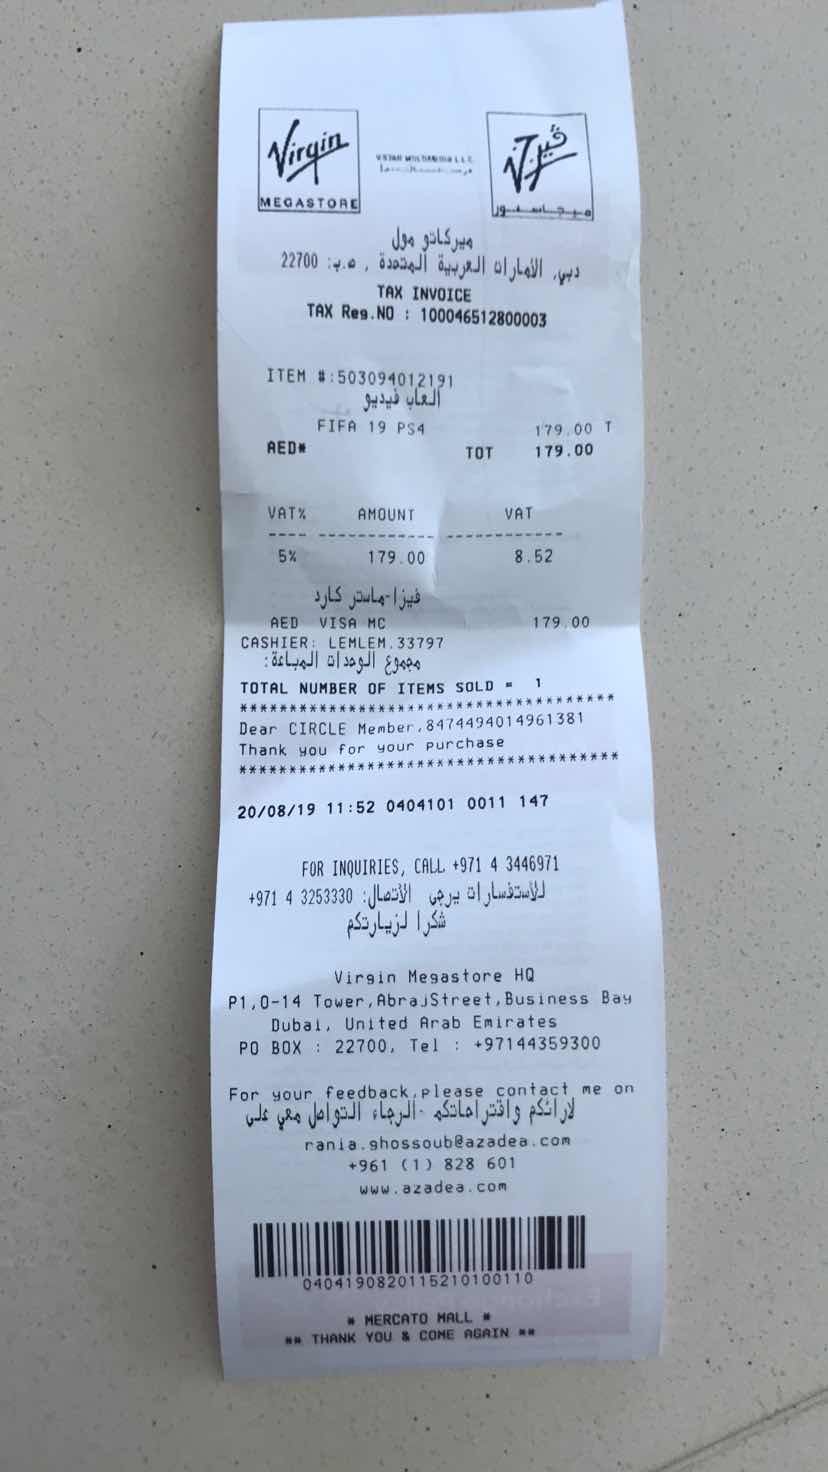 Virgin
MEGASTORE
فيرجن
ميجاستور
ميركاتو مول
دبي, الأمارات العربية المتحدة , ص.ب: 22700
TAX INVOICE
TAX Reg.NO : 100046512800003
ITEM #:503094012191
العاب فيديو
FIFA 19 PS4 179.00 T
AED* TOT 179.00
VAT% AMOUNT VAT
---- ------------ ------------
5% 179.00 8.52
فيزا-ماستر كارد
AED VISA MC 179.00
CASHIER: LEMLEM.33797
مجموع الوحدات المباعة:
TOTAL NUMBER OF ITEMS SOLD = 1
**************************************
Dear CIRCLE Member,8474494014961381
Thank you for your purchase
**************************************
20/08/19 11:52 0404101 0011 147
FOR INQUIRIES, CALL +971 4 3446971
للأستفسارات يرجى الأتصال: 3253330 4 971+
شكرا لزيارتكم
Virgin Megastore HQ
P1,O-14 Tower,AbrajStreet,Business Bay
Dubai, United Arab Emirates
PO BOX : 22700, Tel : +97144359300
For your feedback,please contact me on
لارائكم واقتراحاتكم -الرجاء التواصل معي على
rania.ghossoub@azadea.com
+961 (1) 828 601
www.azadea.com
0404190820115210100110
* MERCATO MALL *
** THANK YOU & COME AGAIN **